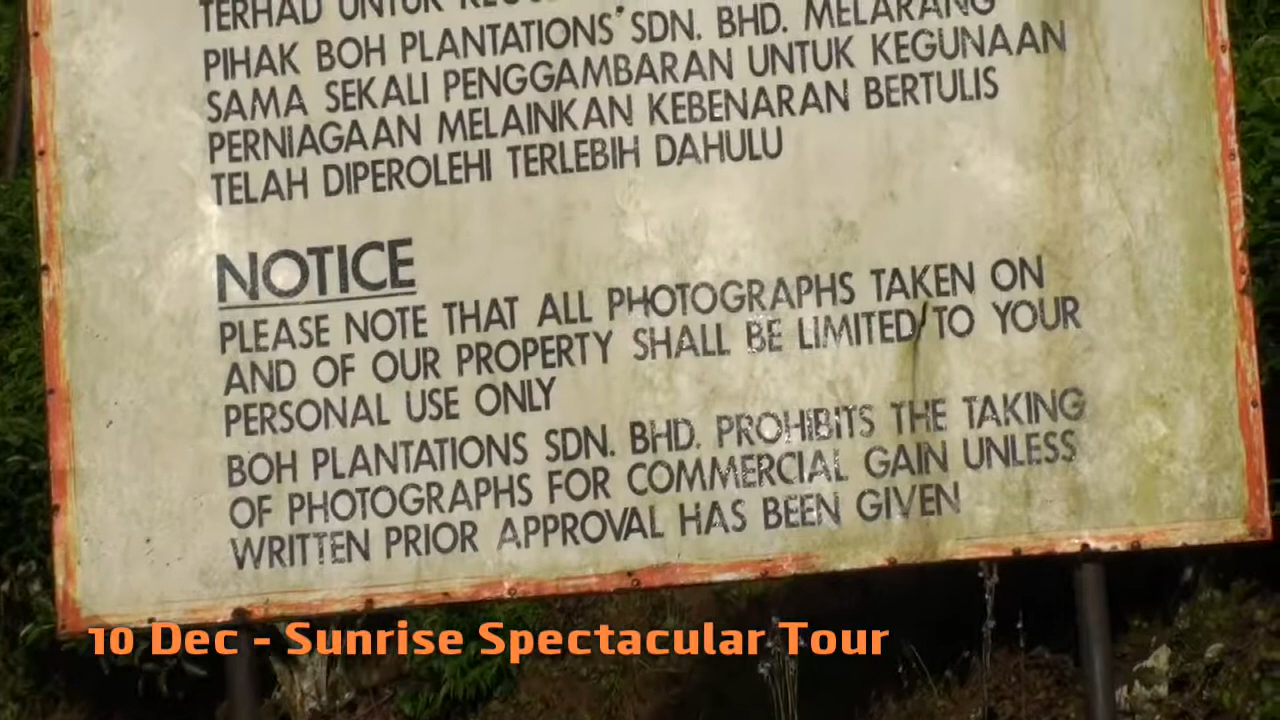 TERHAD UNTUK
PIHAK BOH PLANTATIONS SDN. BHD. MELARANG
SAMA SEKALI PENGGAMBARAN UNTUK KEGUNAAN
PERNIAGAAN MELAINKAN KEBENARAN BERTULIS
TELAH DIPEROLEHI TERLEBIH DAHULU
NOTICE
PLEASE NOTE THAT ALL PHOTOGRAPHS TAKEN ON
AND OF OUR PROPERTY SHALL BE LIMITED TO YOUR
PERSONAL USE ONLY
BOH PLANTATIONS SDN. BHD. PROHIBITS THE TAKING
OF PHOTOGRAPHS FOR COMMERCIAL GAIN UNLESS
WRITTEN PRIOR APPROVAL HAS BEEN GIVEN
10 Dec - Sunrise Spectacular Tour